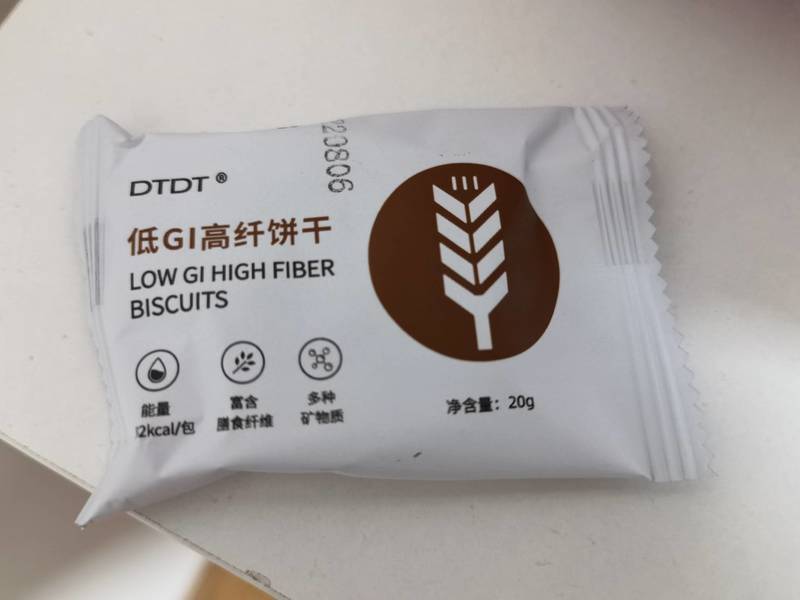 220806
DTDT®
低GI高纤饼干
LOW GI HIGH FIBER
BISCUITS
能量
2kcal/包
富含
膳食纤维
多种
矿物质
净含量：20g